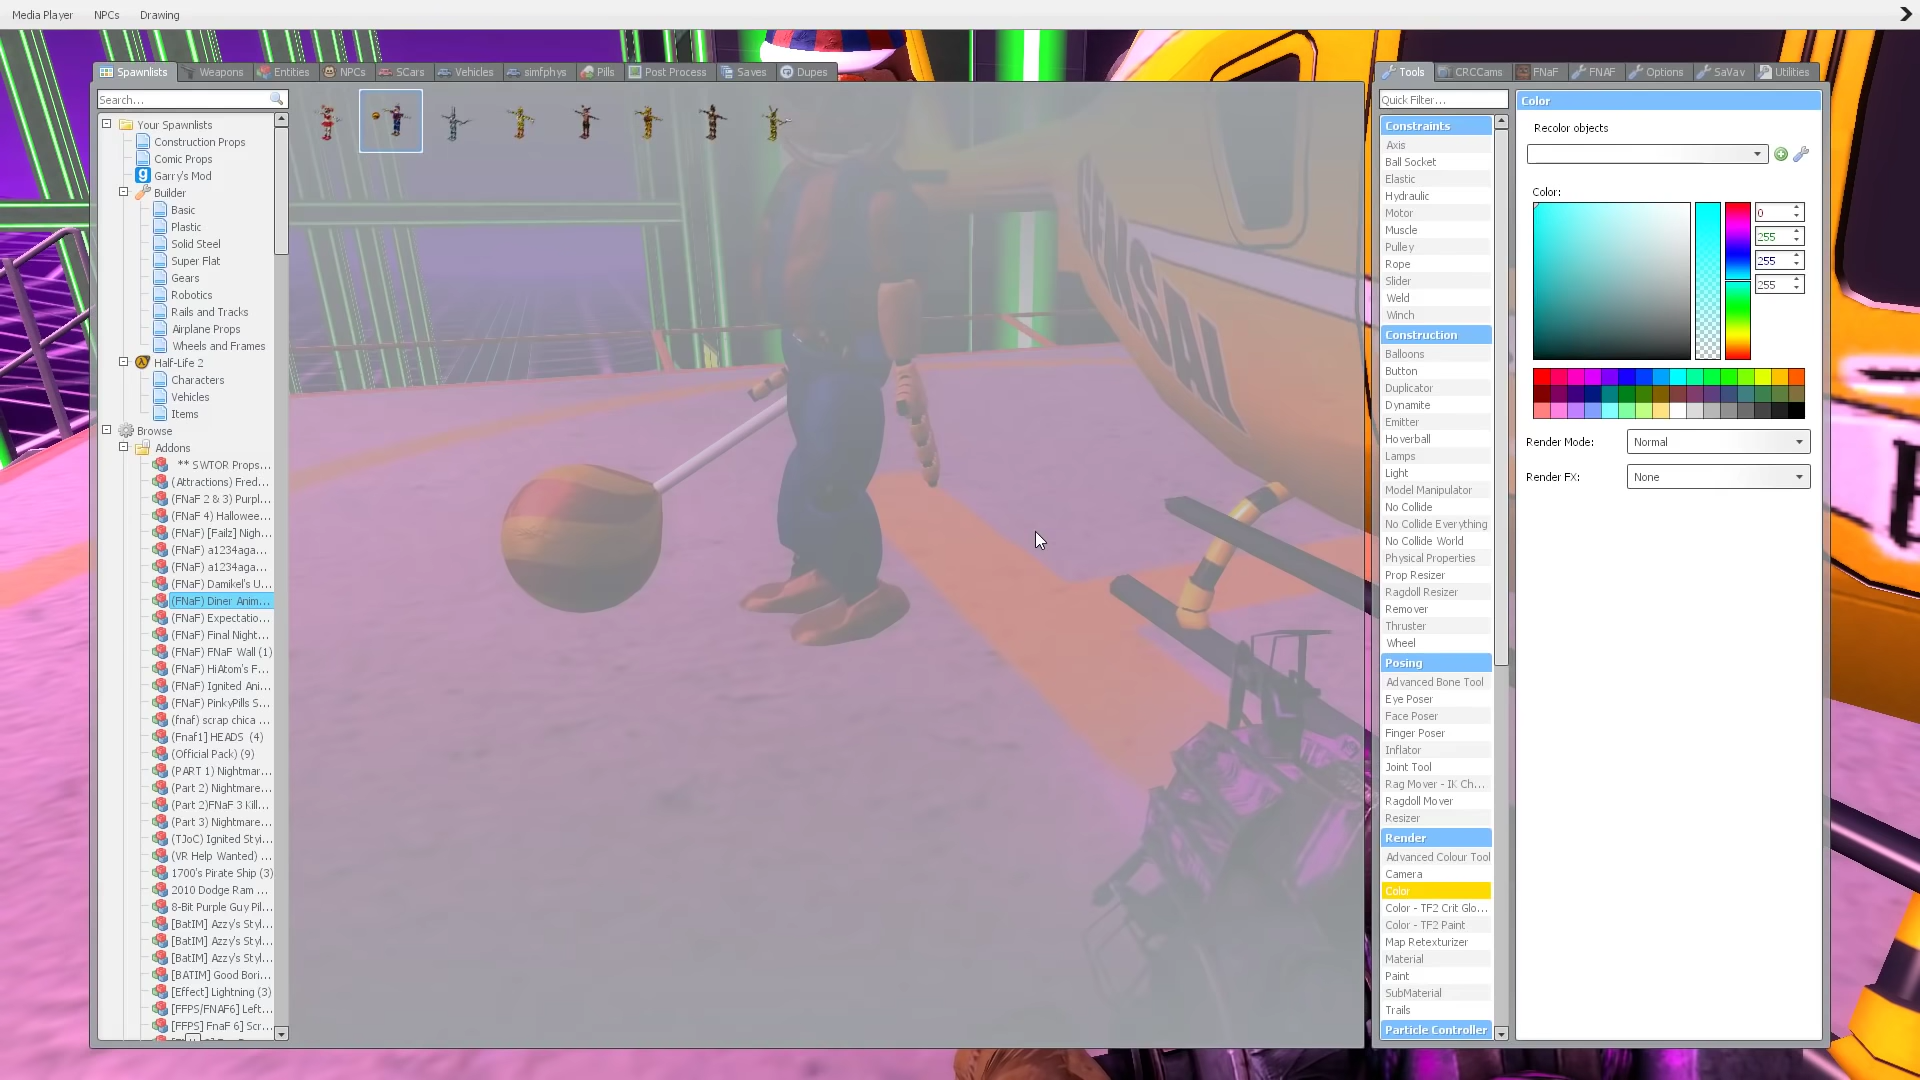 Media Player NPCs Drawing
Spawnlists Weapons Entities NPCs SCars Vehicles simfphys Pills Post Process Saves Dupes
Search...
Your Spawnlists
Construction Props
Comic Props
Garry's Mod
Builder
Basic
Plastic
Solid Steel
Super Flat
Gears
Robotics
Rails and Tracks
Airplane Props
Wheels and Frames
Half-Life 2
Characters
Vehicles
Items
Browse
Addons
** SWTOR Props...
(Attractions) Fred...
(FNaF 2 & 3) Purpl...
(FNaF 4) Hallowee...
(FNaF) [Failz] Nigh...
(FNaF) a1234aga...
(FNaF) a1234aga...
(FNaF) Damikel's U...
(FNaF) Diner Anim...
(FNaF) Expectatio...
(FNaF) Final Night...
(FNaF) FNaF Wall (1)
(FNaF) HiAtom's F...
(FNaF) Ignited Ani...
(FNaF) PinkyPills S...
(fnaf) scrap chica ...
(Fnaf1] HEADS (4)
(Official Pack) (9)
(PART 1) Nightmar...
(Part 2) Nightmare...
(Part 2)FNaF 3 Kill...
(Part 3) Nightmare...
(TJoC) Ignited Styl...
(VR Help Wanted) ...
1700's Pirate Ship (3)
2010 Dodge Ram ...
8-Bit Purple Guy Pil...
[BatIM] Azzy's Styl...
[BatIM] Azzy's Styl...
[BatIM] Azzy's Styl...
[BATIM] Good Bori...
[Effect] Lightning (3)
[FFPS/FNAF6] Left...
[FFPS] FnaF 6] Scr...
Tools CRCCams FNaF FNAF Options SaVav Utilities
Quick Filter...
Constraints
Axis
Ball Socket
Elastic
Hydraulic
Motor
Muscle
Pulley
Rope
Slider
Weld
Winch
Construction
Balloons
Button
Duplicator
Dynamite
Emitter
Hoverball
Lamps
Light
Model Manipulator
No Collide
No Collide Everything
No Collide World
Physical Properties
Prop Resizer
Ragdoll Resizer
Remover
Thruster
Wheel
Posing
Advanced Bone Tool
Eye Poser
Face Poser
Finger Poser
Inflator
Joint Tool
Rag Mover - IK Ch...
Ragdoll Mover
Resizer
Render
Advanced Colour Tool
Camera
Color
Color - TF2 Crit Glo...
Color - TF2 Paint
Map Retexturizer
Material
Paint
SubMaterial
Trails
Particle Controller
Color
Recolor objects
Color:
0
255
255
255
Render Mode: Normal
Render FX: None